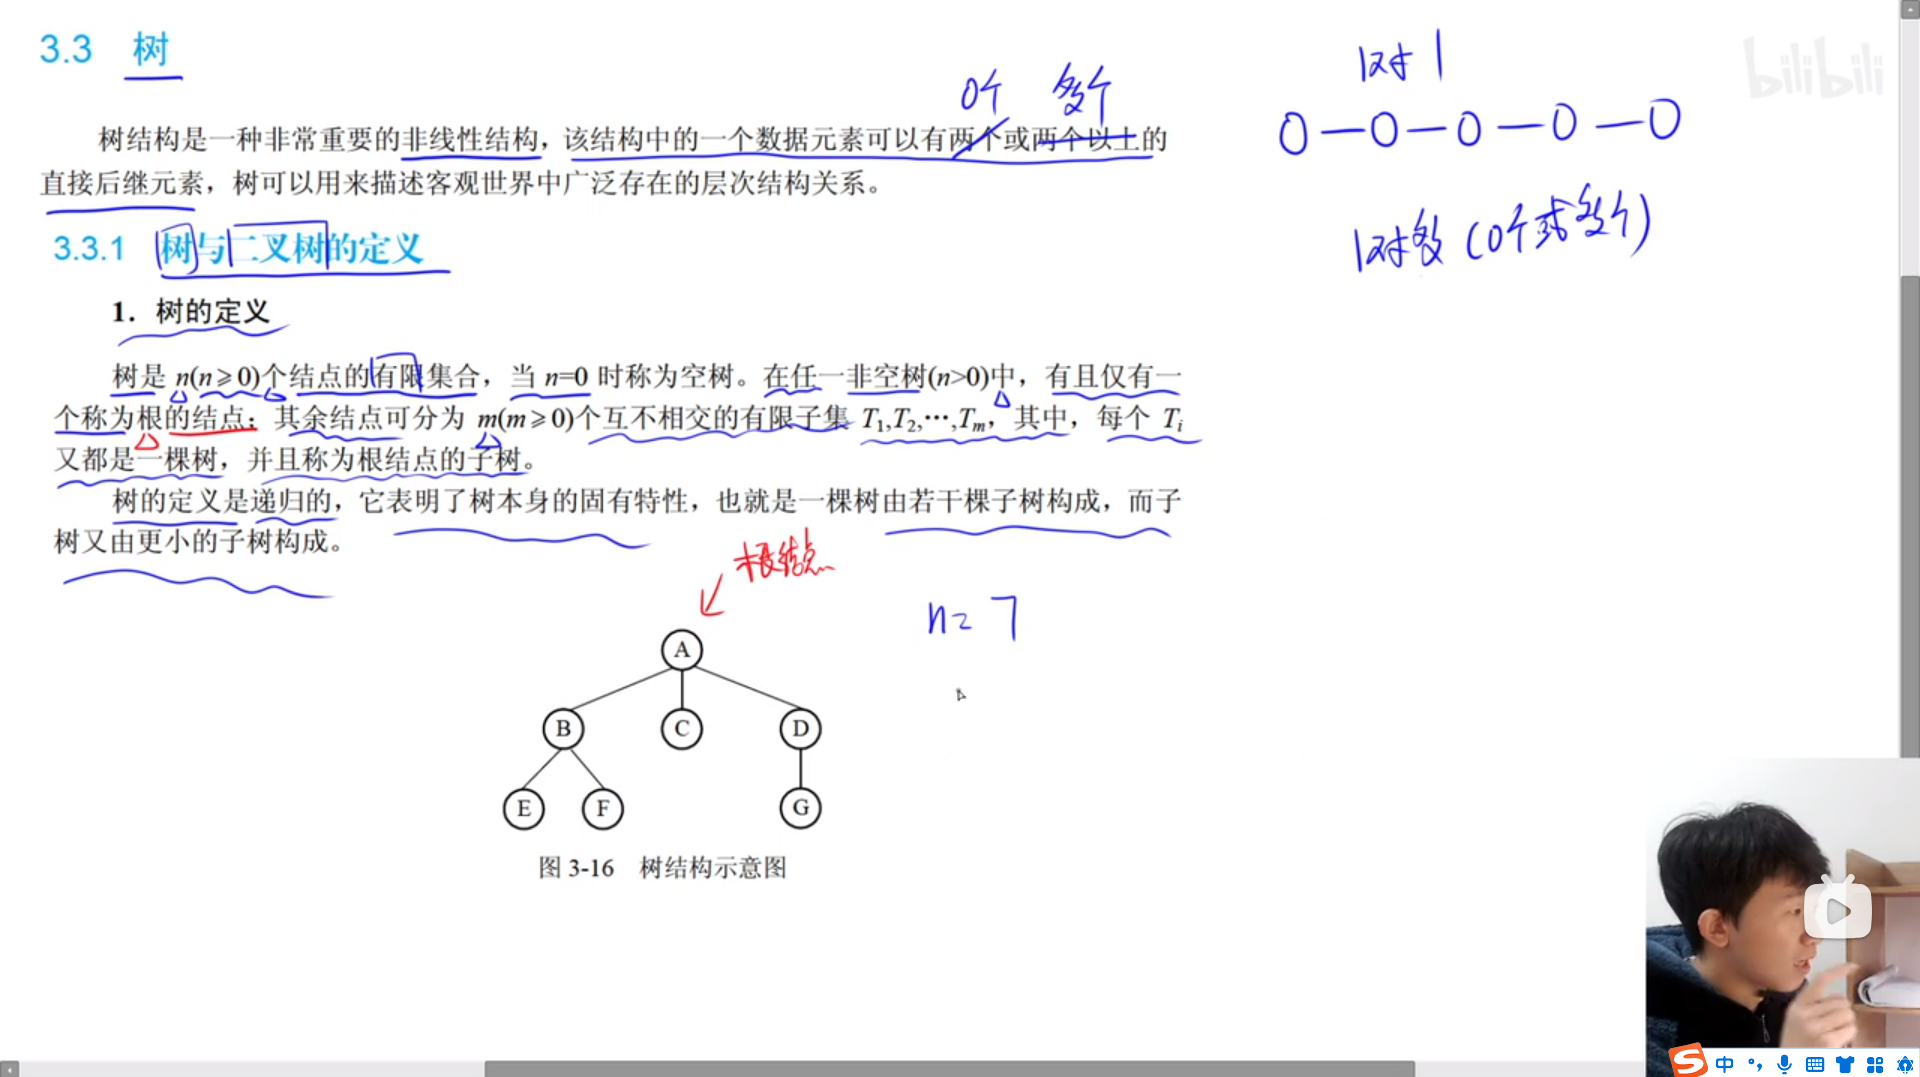 3.3 树
0个 多个
树结构是一种非常重要的非线性结构，该结构中的一个数据元素可以有两个或两个以上的
直接后继元素，树可以用来描述客观世界中广泛存在的层次结构关系。
3.3.1 树与二叉树的定义
1．树的定义
树是 n(n≥0)个结点的有限集合，当 n=0 时称为空树。在任一非空树(n>0)中，有且仅有一
个称为根的结点；其余结点可分为 m(m≥0)个互不相交的有限子集 T1,T2,…,Tm，其中，每个 Ti
又都是一棵树，并且称为根结点的子树。
树的定义是递归的，它表明了树本身的固有特性，也就是一棵树由若干棵子树构成，而子
树又由更小的子树构成。
根结点
n=7
A
B C D
E F G
图 3-16 树结构示意图
1对1
1对多（0个或多个）
bilibili
中